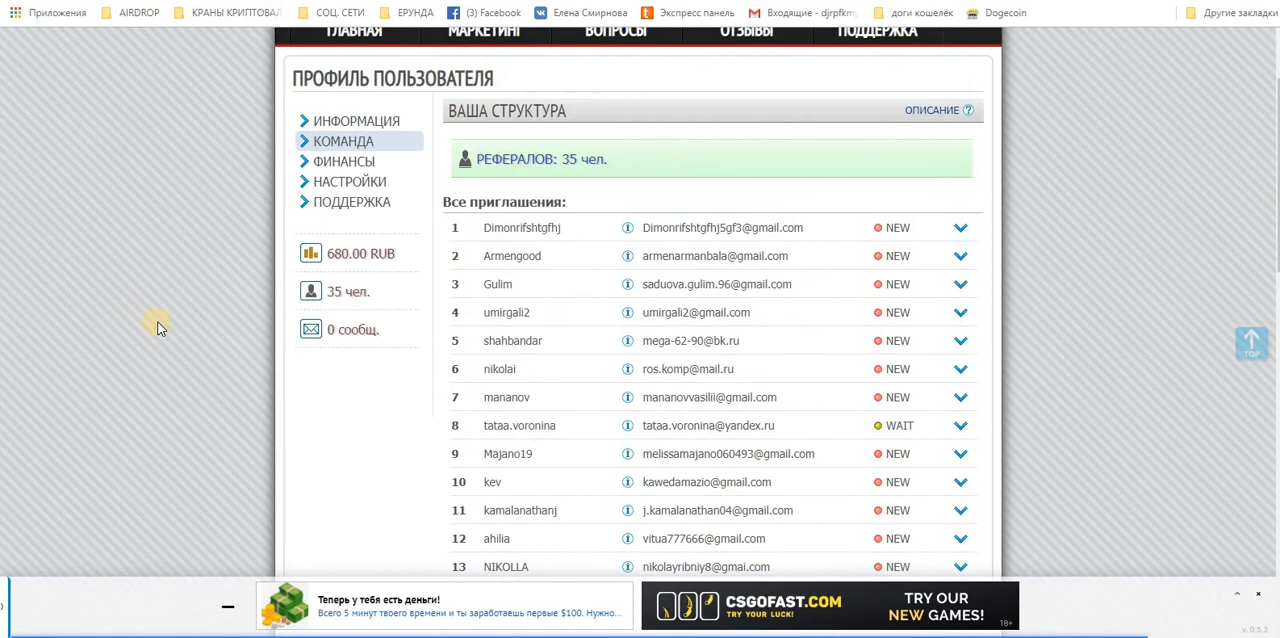 Приложения AIRDROP КРАНЫ КРИПТОВАЛ СОЦ. СЕТИ ЕРУНДА (3) Facebook Елена Смирнова Экспресс панель Входящие - djrpfkmy доги кошелёк Dogecoin Другие закладки
ГЛАВНАЯ МАРКЕТИНГ ВОПРОСЫ ОТЗЫВЫ ПОДДЕРЖКА
ПРОФИЛЬ ПОЛЬЗОВАТЕЛЯ
ИНФОРМАЦИЯ
КОМАНДА
ФИНАНСЫ
НАСТРОЙКИ
ПОДДЕРЖКА
680.00 RUB
35 чел.
0 сообщ.
ВАША СТРУКТУРА ОПИСАНИЕ ?
РЕФЕРАЛОВ: 35 чел.
Все приглашения:
1 Dimonrifshtgfhj Dimonrifshtgfhj5gf3@gmail.com NEW
2 Armengood armenarmanbala@gmail.com NEW
3 Gulim saduova.gulim.96@gmail.com NEW
4 umirgali2 umirgali2@gmail.com NEW
5 shahbandar mega-62-90@bk.ru NEW
6 nikolai ros.komp@mail.ru NEW
7 mananov mananovvasilii@gmail.com NEW
8 tataa.voronina tataa.voronina@yandex.ru WAIT
9 Majano19 melissamajano060493@gmail.com NEW
10 kev kawedamazio@gmail.com NEW
11 kamalanathanj j.kamalanathan04@gmail.com NEW
12 ahilia vitua777666@gmail.com NEW
13 NIKOLLA nikolayribniy8@gmai.com NEW
TOP
Теперь у тебя есть деньги!
Всего 5 минут твоего времени и ты заработаешь первые $100. Нужно...
CSGOFAST.COM
TRY YOUR LUCK!
TRY OUR
NEW GAMES!
18+
v. 0.5.3